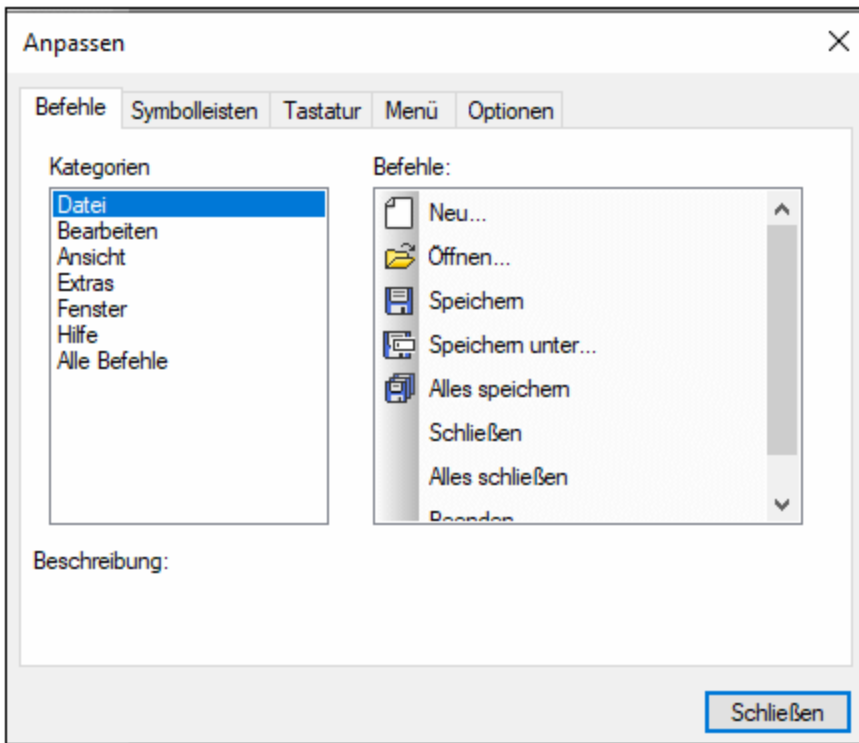 Anpassen
Befehle Symbolleisten Tastatur Menü Optionen
Kategorien
Datei
Bearbeiten
Ansicht
Extras
Fenster
Hilfe
Alle Befehle
Befehle:
Neu...
Öffnen...
Speichern
Speichern unter...
Alles speichern
Schließen
Alles schließen
Beenden
Beschreibung:
Schließen